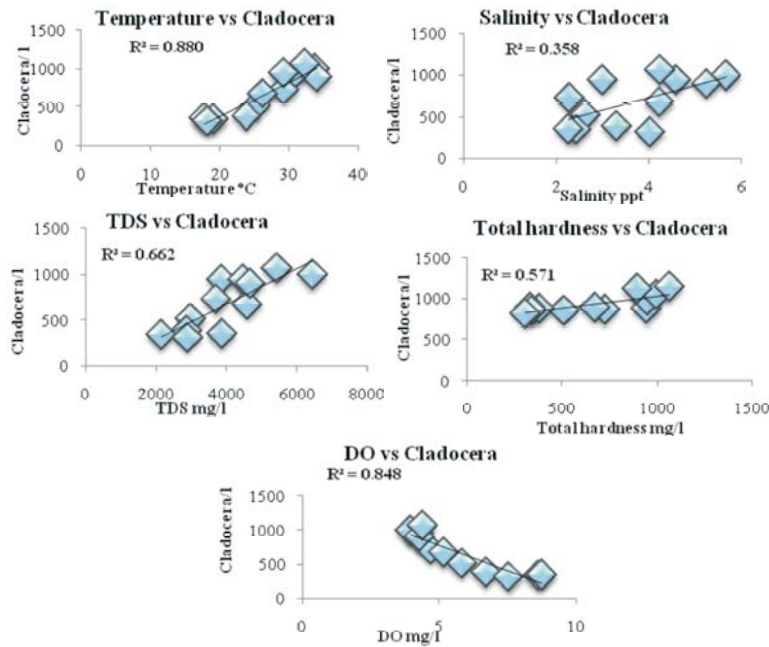 Temperature vs Cladocera
R² = 0.880
Cladocera/ l
1500
1000
500
0
0 10 20 30 40
Temperature °C
Salinity vs Cladocera
R² = 0.358
Cladocera/l
1500
1000
500
0
0 2 4 6
Salinity ppt
TDS vs Cladocera
R² = 0.662
Cladocera/l
1500
1000
500
0
0 2000 4000 6000 8000
TDS mg/l
Total hardness vs Cladocera
R² = 0.571
Cladocera/l
1500
1000
500
0
0 500 1000 1500
Total hardness mg/l
DO vs Cladocera
R² = 0.848
Cladocera/l
1500
1000
500
0
0 5 10
DO mg/l